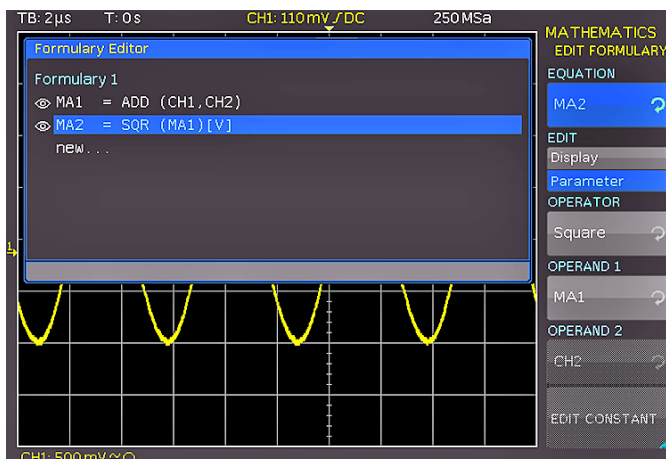 TB: 2µs T: 0s CH1: 110mV / DC 250MSa
MATHEMATICS
EDIT FORMULARY
Formulary Editor
Formulary 1
MA1 = ADD (CH1,CH2)
MA2 = SQR (MA1)[V]
new...
EQUATION
MA2
EDIT
Display
Parameter
OPERATOR
Square
OPERAND 1
MA1
OPERAND 2
CH2
EDIT CONSTANT
1
CH1: 500mV